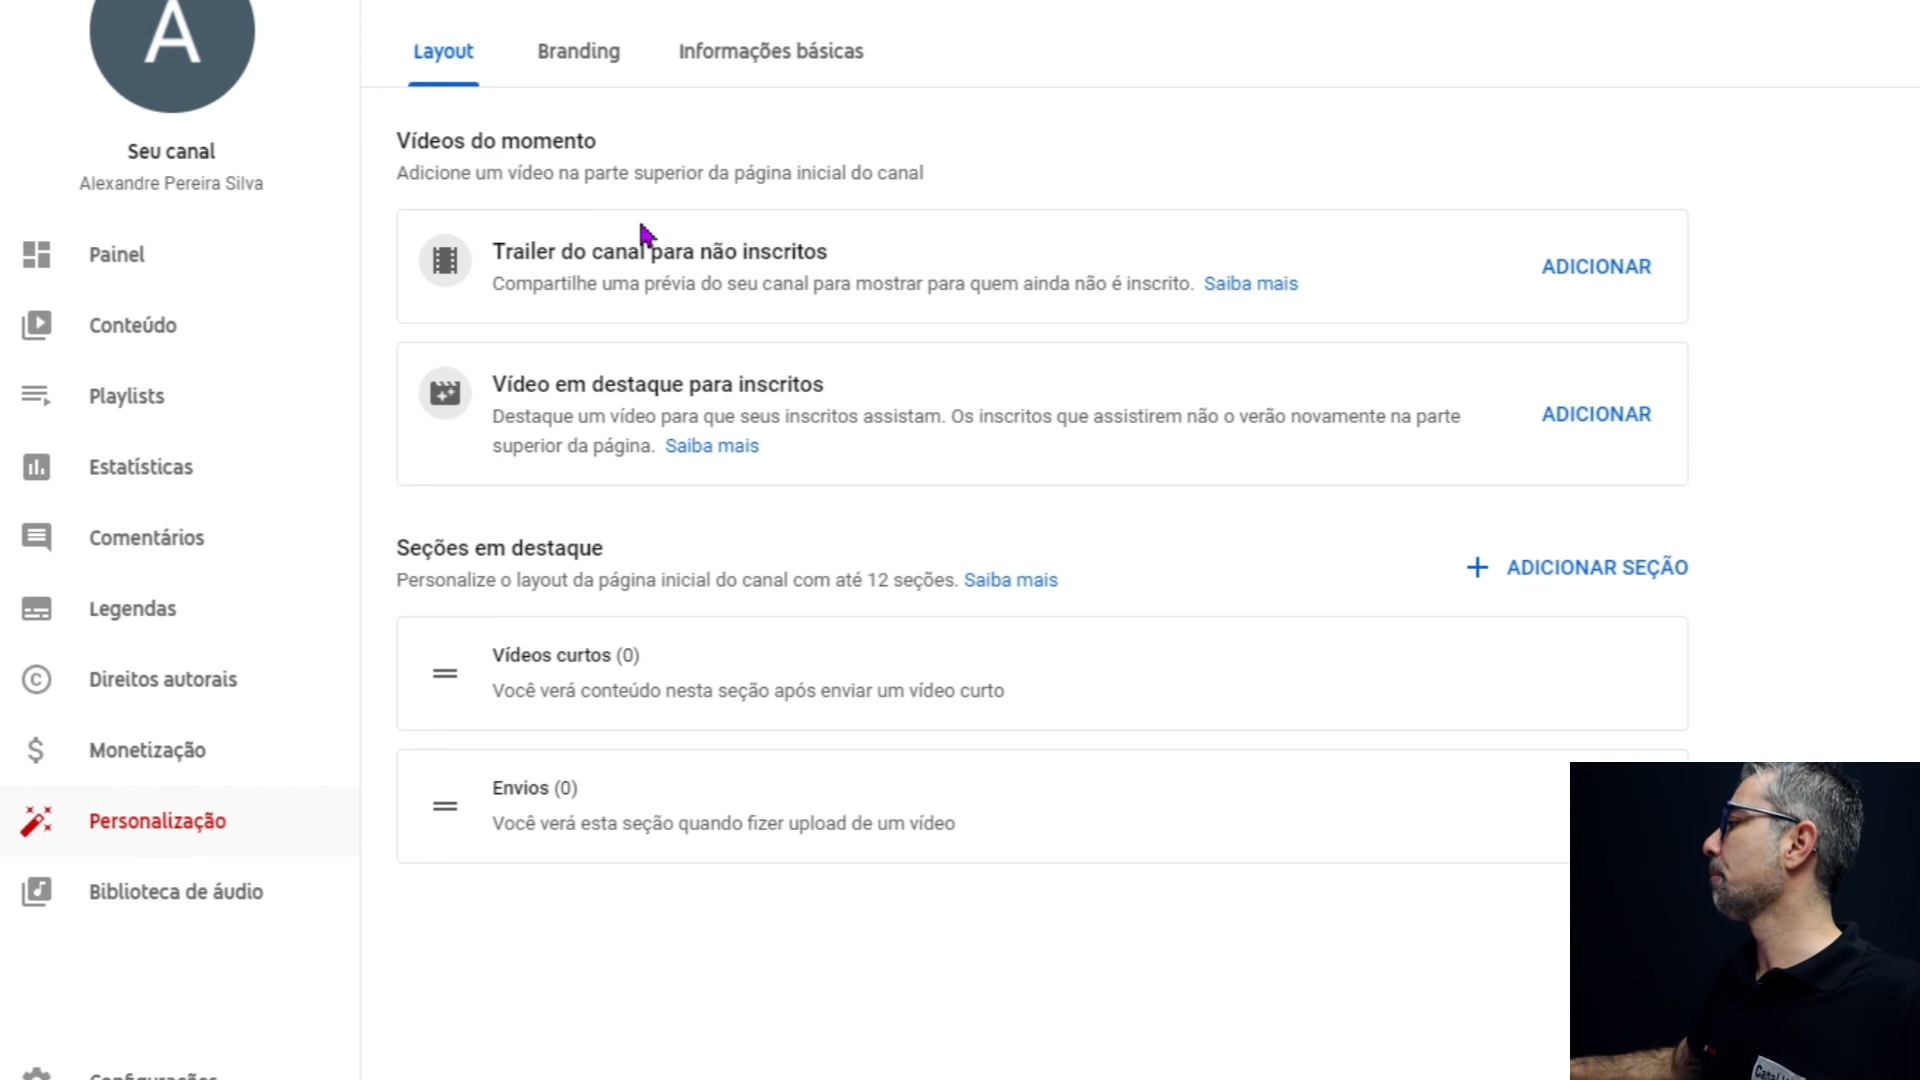 A
Seu canal
Alexandre Pereira Silva
Painel
Conteúdo
Playlists
Estatísticas
Comentários
Legendas
Direitos autorais
Monetização
Personalização
Biblioteca de áudio
Configurações
Layout
Branding
Informações básicas
Vídeos do momento
Adicione um vídeo na parte superior da página inicial do canal
Trailer do canal para não inscritos
Compartilhe uma prévia do seu canal para mostrar para quem ainda não é inscrito. Saiba mais
ADICIONAR
Vídeo em destaque para inscritos
Destaque um vídeo para que seus inscritos assistam. Os inscritos que assistirem não o verão novamente na parte
superior da página. Saiba mais
ADICIONAR
Seções em destaque
Personalize o layout da página inicial do canal com até 12 seções. Saiba mais
+ ADICIONAR SEÇÃO
Vídeos curtos (0)
Você verá conteúdo nesta seção após enviar um vídeo curto
Envios (0)
Você verá esta seção quando fizer upload de um vídeo
Canal